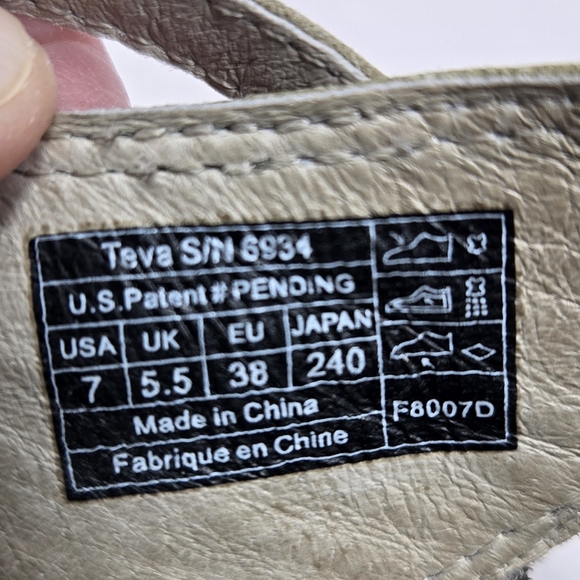 Teva S/N 6934
U.S.Patent#PENDING
USA UK EU JAPAN
7 5.5 38 240
Made in China
Fabrique en Chine
F8007D